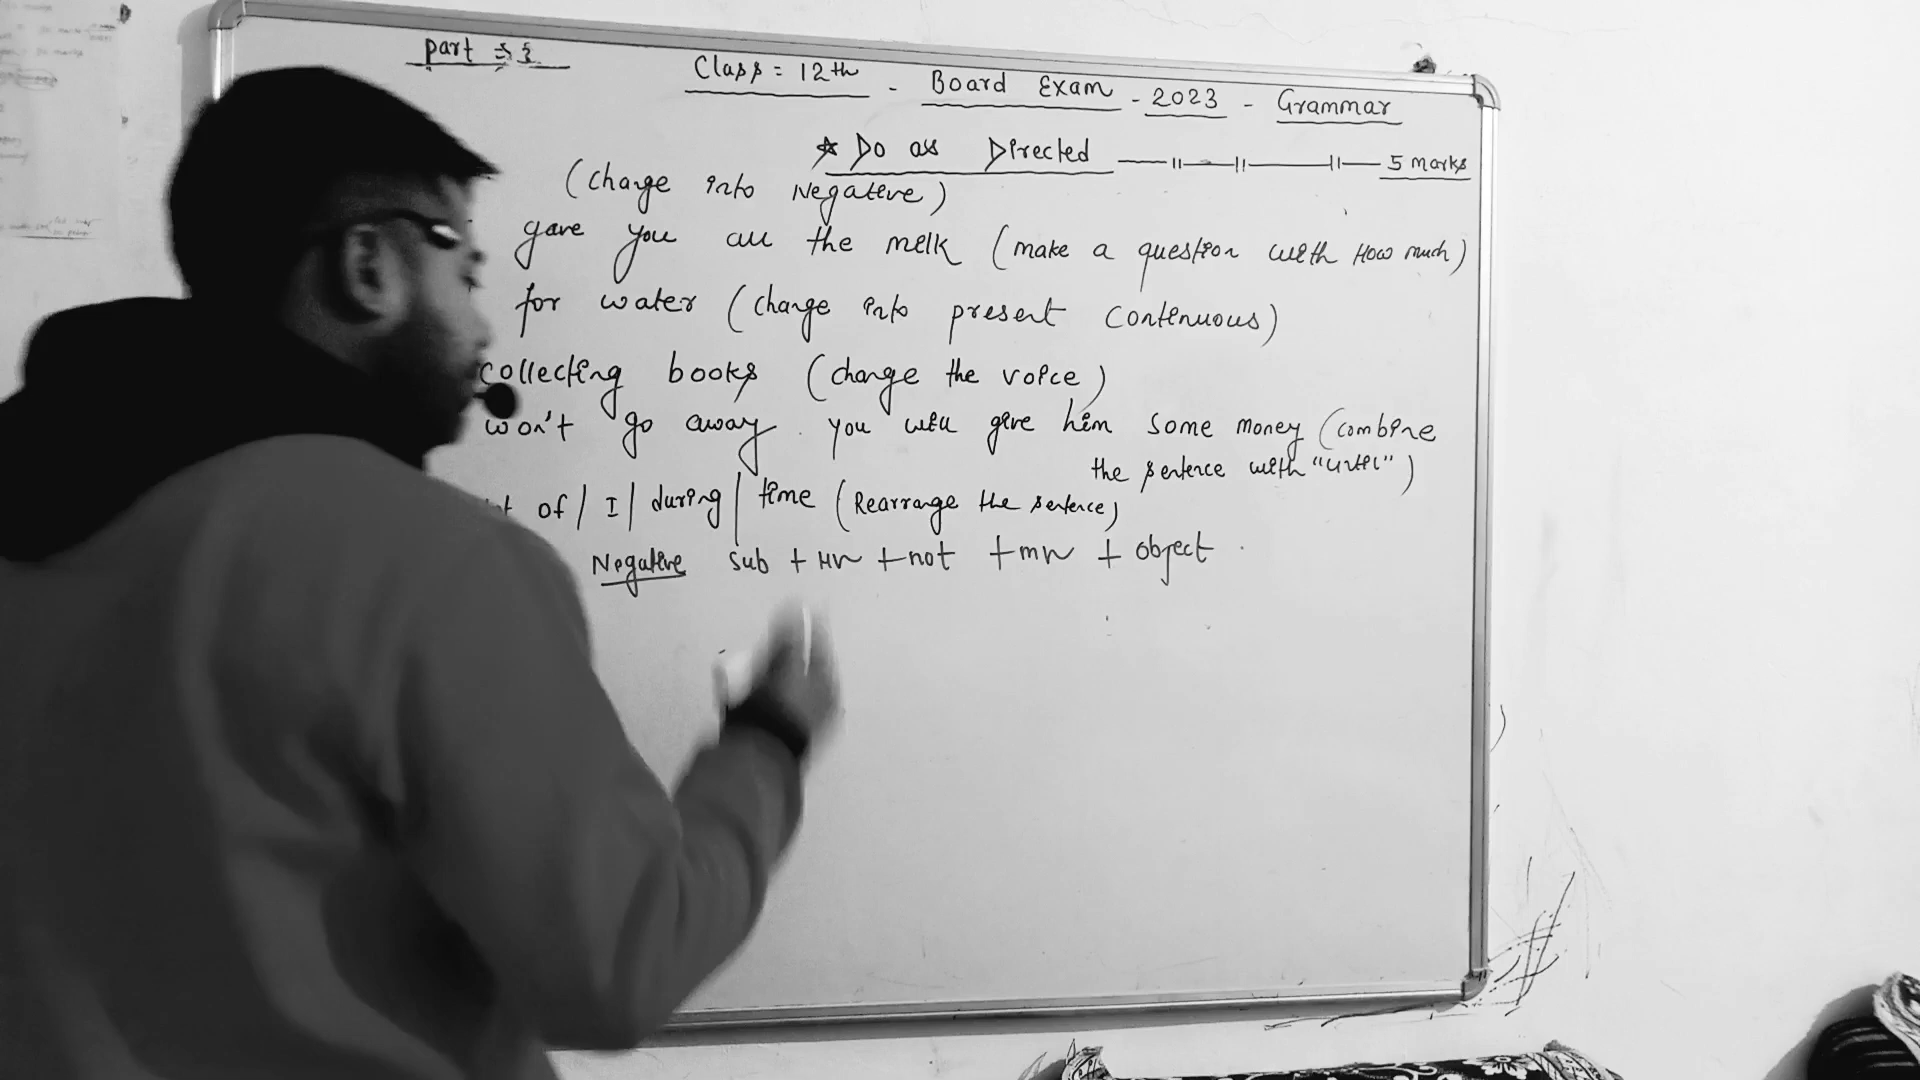 part = 3
Class = 12th - Board Exam - 2023 - Grammar
* Do as Directed 5 marks
(change into Negative)
gave you all the milk (make a question with How much)
for water (change into present continuous)
collecting books (change the voice)
won't go away. you will give him some money (combine
the sentence with "until")
of / I / during / time (Rearrange the sentence)
Negative sub + HV + not + mv + object